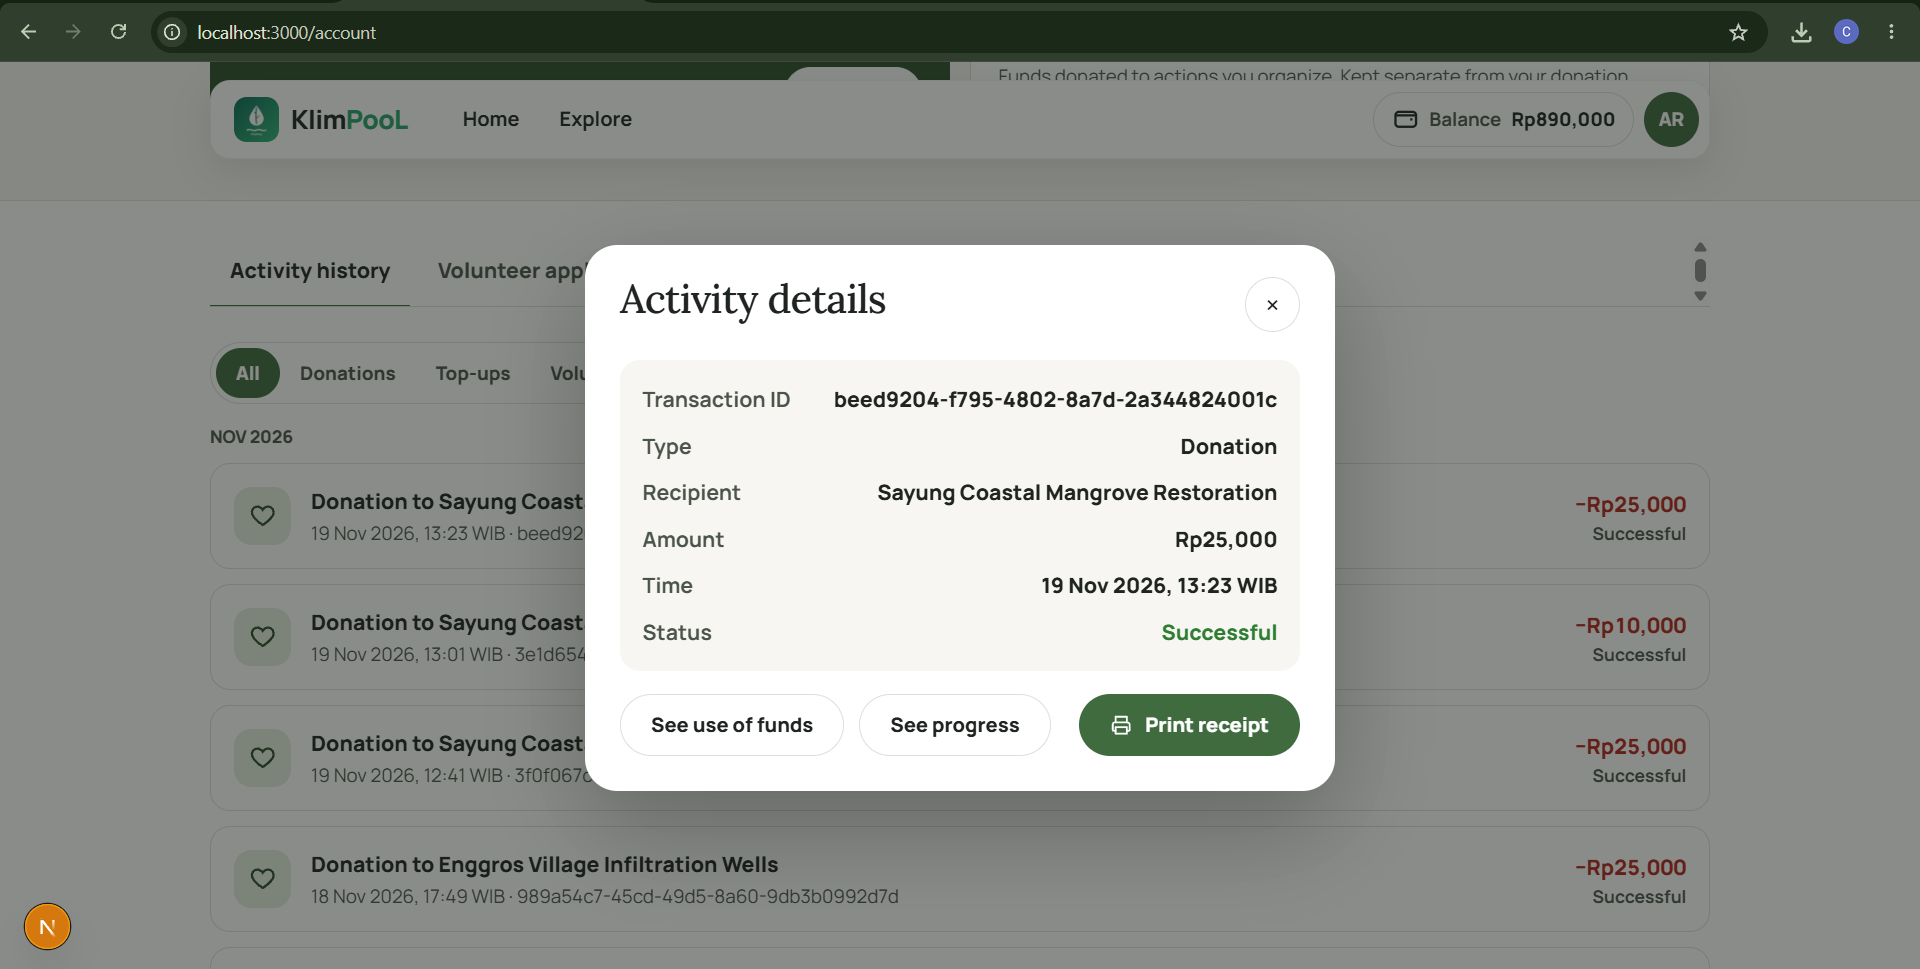 localhost:3000/account
C
Funds donated to actions you organize. Kept separate from your donation
KlimPooL
Home
Explore
Balance Rp890,000
AR
Activity history
Volunteer app
All
Donations
Top-ups
Volu
NOV 2026
Donation to Sayung Coast
19 Nov 2026, 13:23 WIB · beed92
−Rp25,000
Successful
Donation to Sayung Coast
19 Nov 2026, 13:01 WIB · 3e1d654
−Rp10,000
Successful
Donation to Sayung Coast
19 Nov 2026, 12:41 WIB · 3f0f067c
−Rp25,000
Successful
Donation to Enggros Village Infiltration Wells
18 Nov 2026, 17:49 WIB · 989a54c7-45cd-49d5-8a60-9db3b0992d7d
−Rp25,000
Successful
Activity details
×
Transaction ID beed9204-f795-4802-8a7d-2a344824001c
Type Donation
Recipient Sayung Coastal Mangrove Restoration
Amount Rp25,000
Time 19 Nov 2026, 13:23 WIB
Status Successful
See use of funds
See progress
Print receipt
N